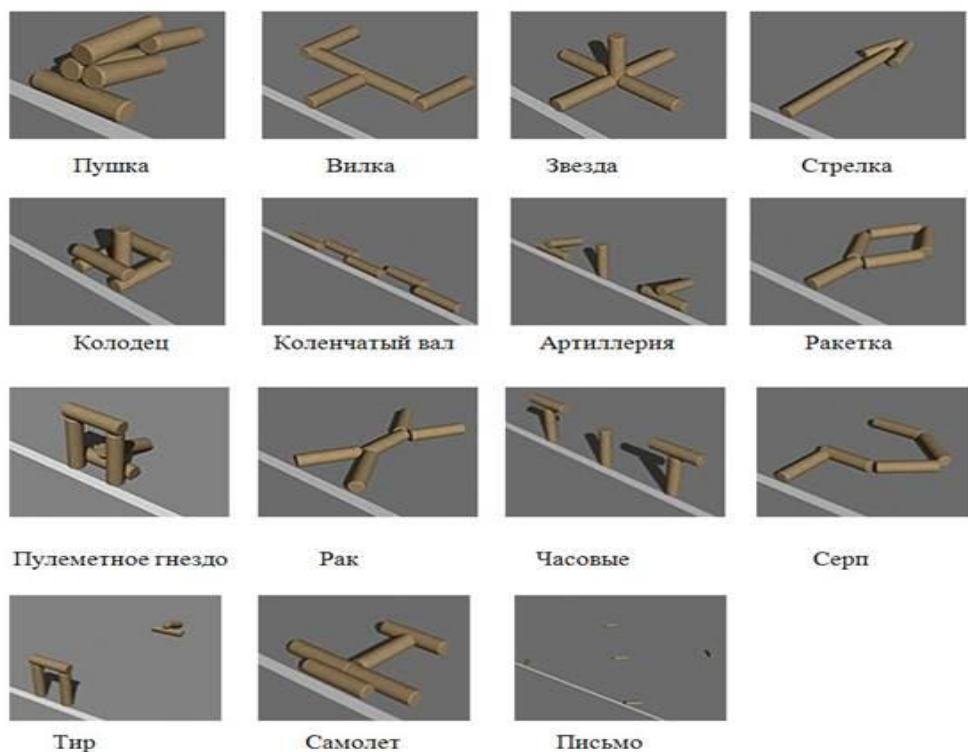 Пушка Вилка Звезда Стрелка
Колодец Коленчатый вал Артиллерия Ракетка
Пулеметное гнездо Рак Часовые Серп
Тир Самолет Письмо